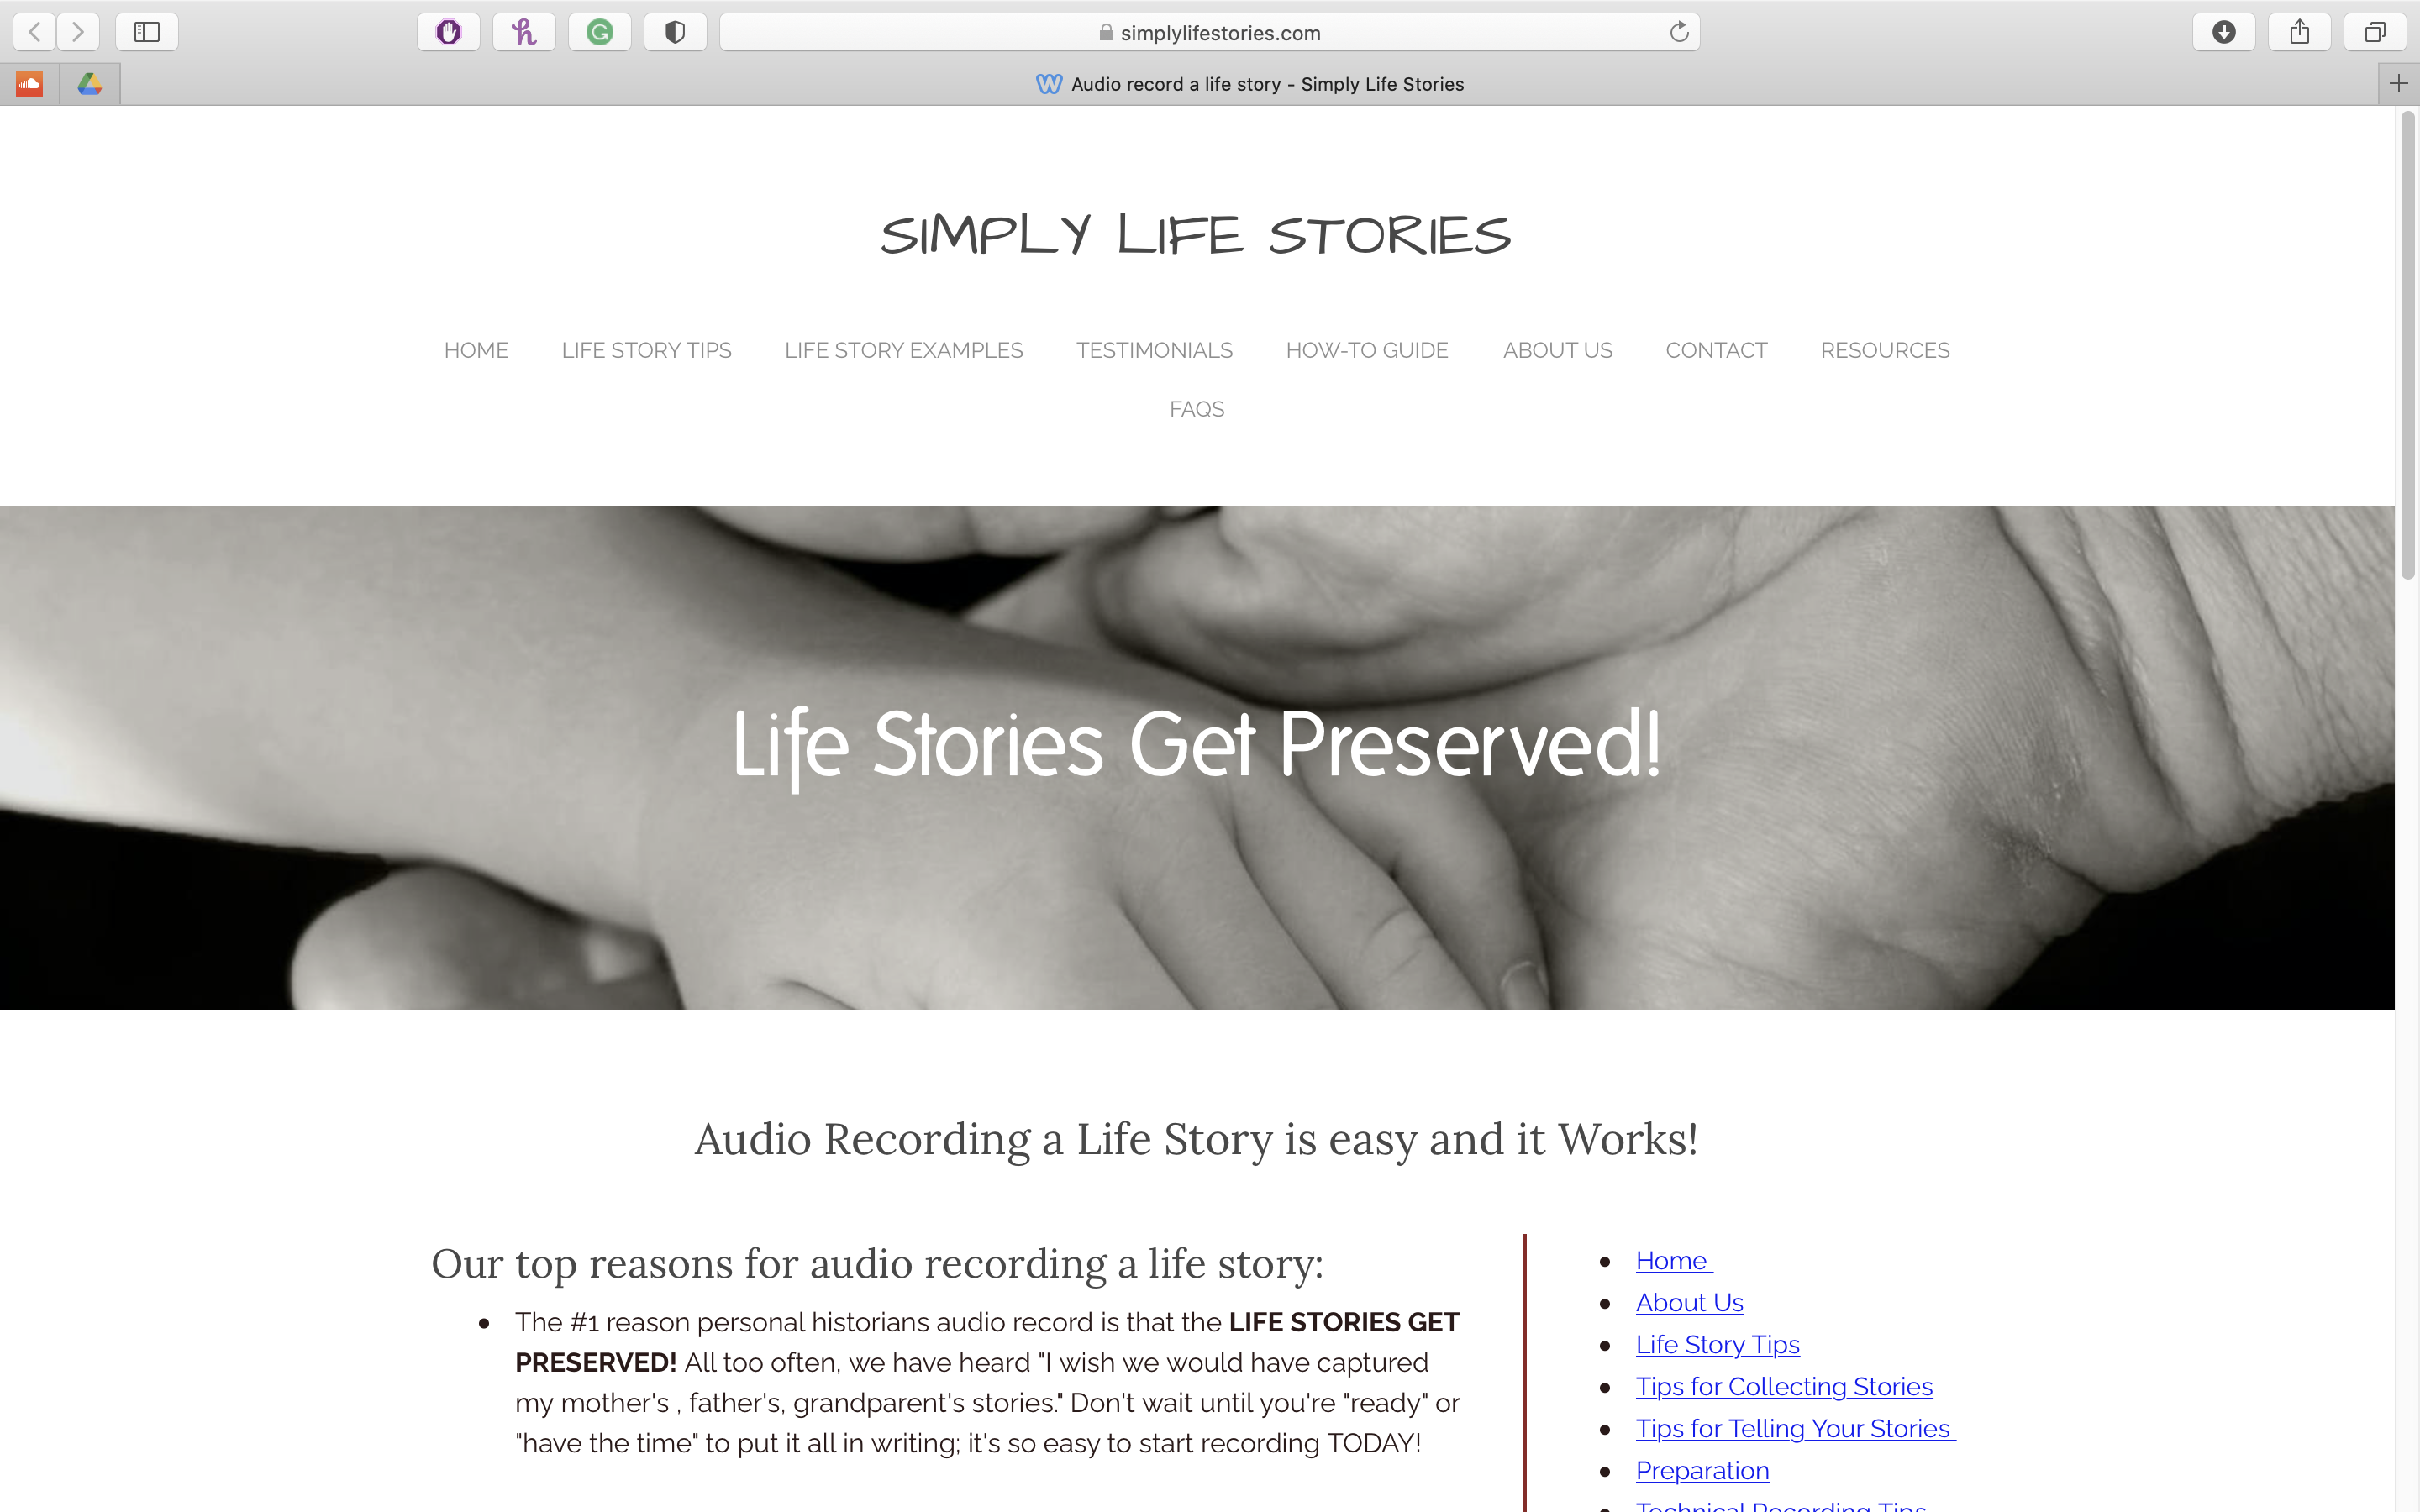 simplylifestories.com
Audio record a life story - Simply Life Stories
SIMPLY LIFE STORIES
HOME LIFE STORY TIPS LIFE STORY EXAMPLES TESTIMONIALS HOW-TO GUIDE ABOUT US CONTACT RESOURCES
FAQS
Life Stories Get Preserved!
Audio Recording a Life Story is easy and it Works!
Our top reasons for audio recording a life story:
The #1 reason personal historians audio record is that the LIFE STORIES GET
PRESERVED! All too often, we have heard "I wish we would have captured
my mother's , father's, grandparent's stories." Don't wait until you're "ready" or
"have the time" to put it all in writing; it's so easy to start recording TODAY!
Home
About Us
Life Story Tips
Tips for Collecting Stories
Tips for Telling Your Stories
Preparation
Technical Recording Tips